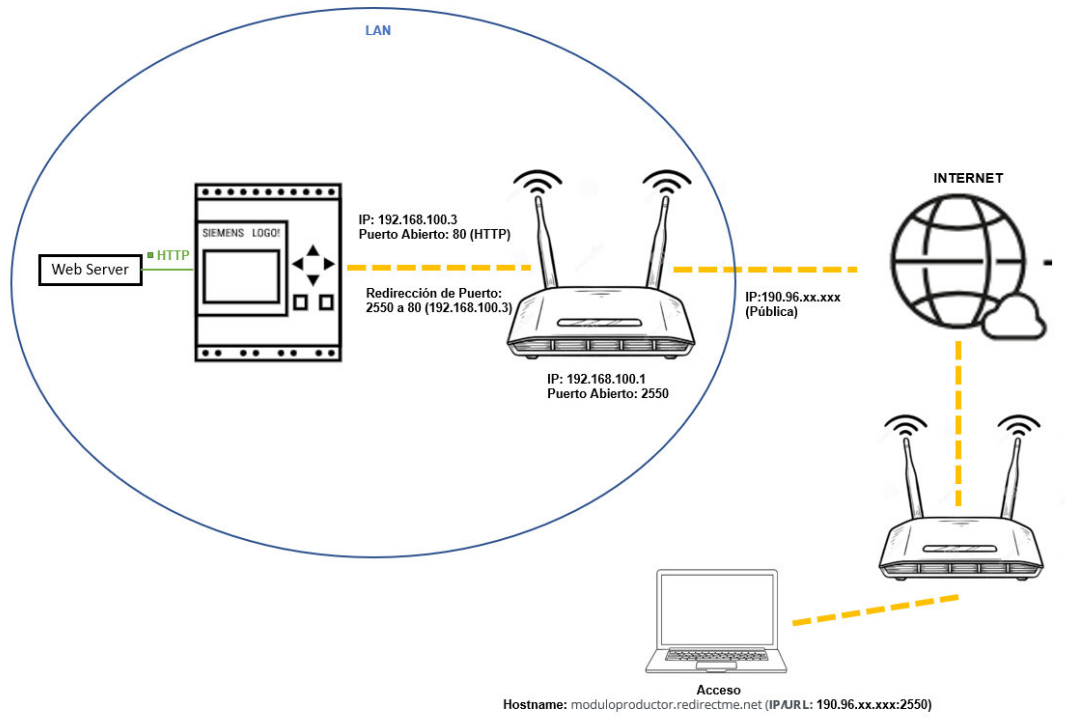 LAN
INTERNET
IP: 192.168.100.3
Puerto Abierto: 80 (HTTP)
SIEMENS LOGO!
HTTP
Web Server
Redirección de Puerto:
2550 a 80 (192.168.100.3)
IP:190.96.xx.xxx
(Pública)
IP: 192.168.100.1
Puerto Abierto: 2550
Acceso
Hostname: moduloproductor.redirectme.net (IP/URL: 190.96.xx.xxx:2550)